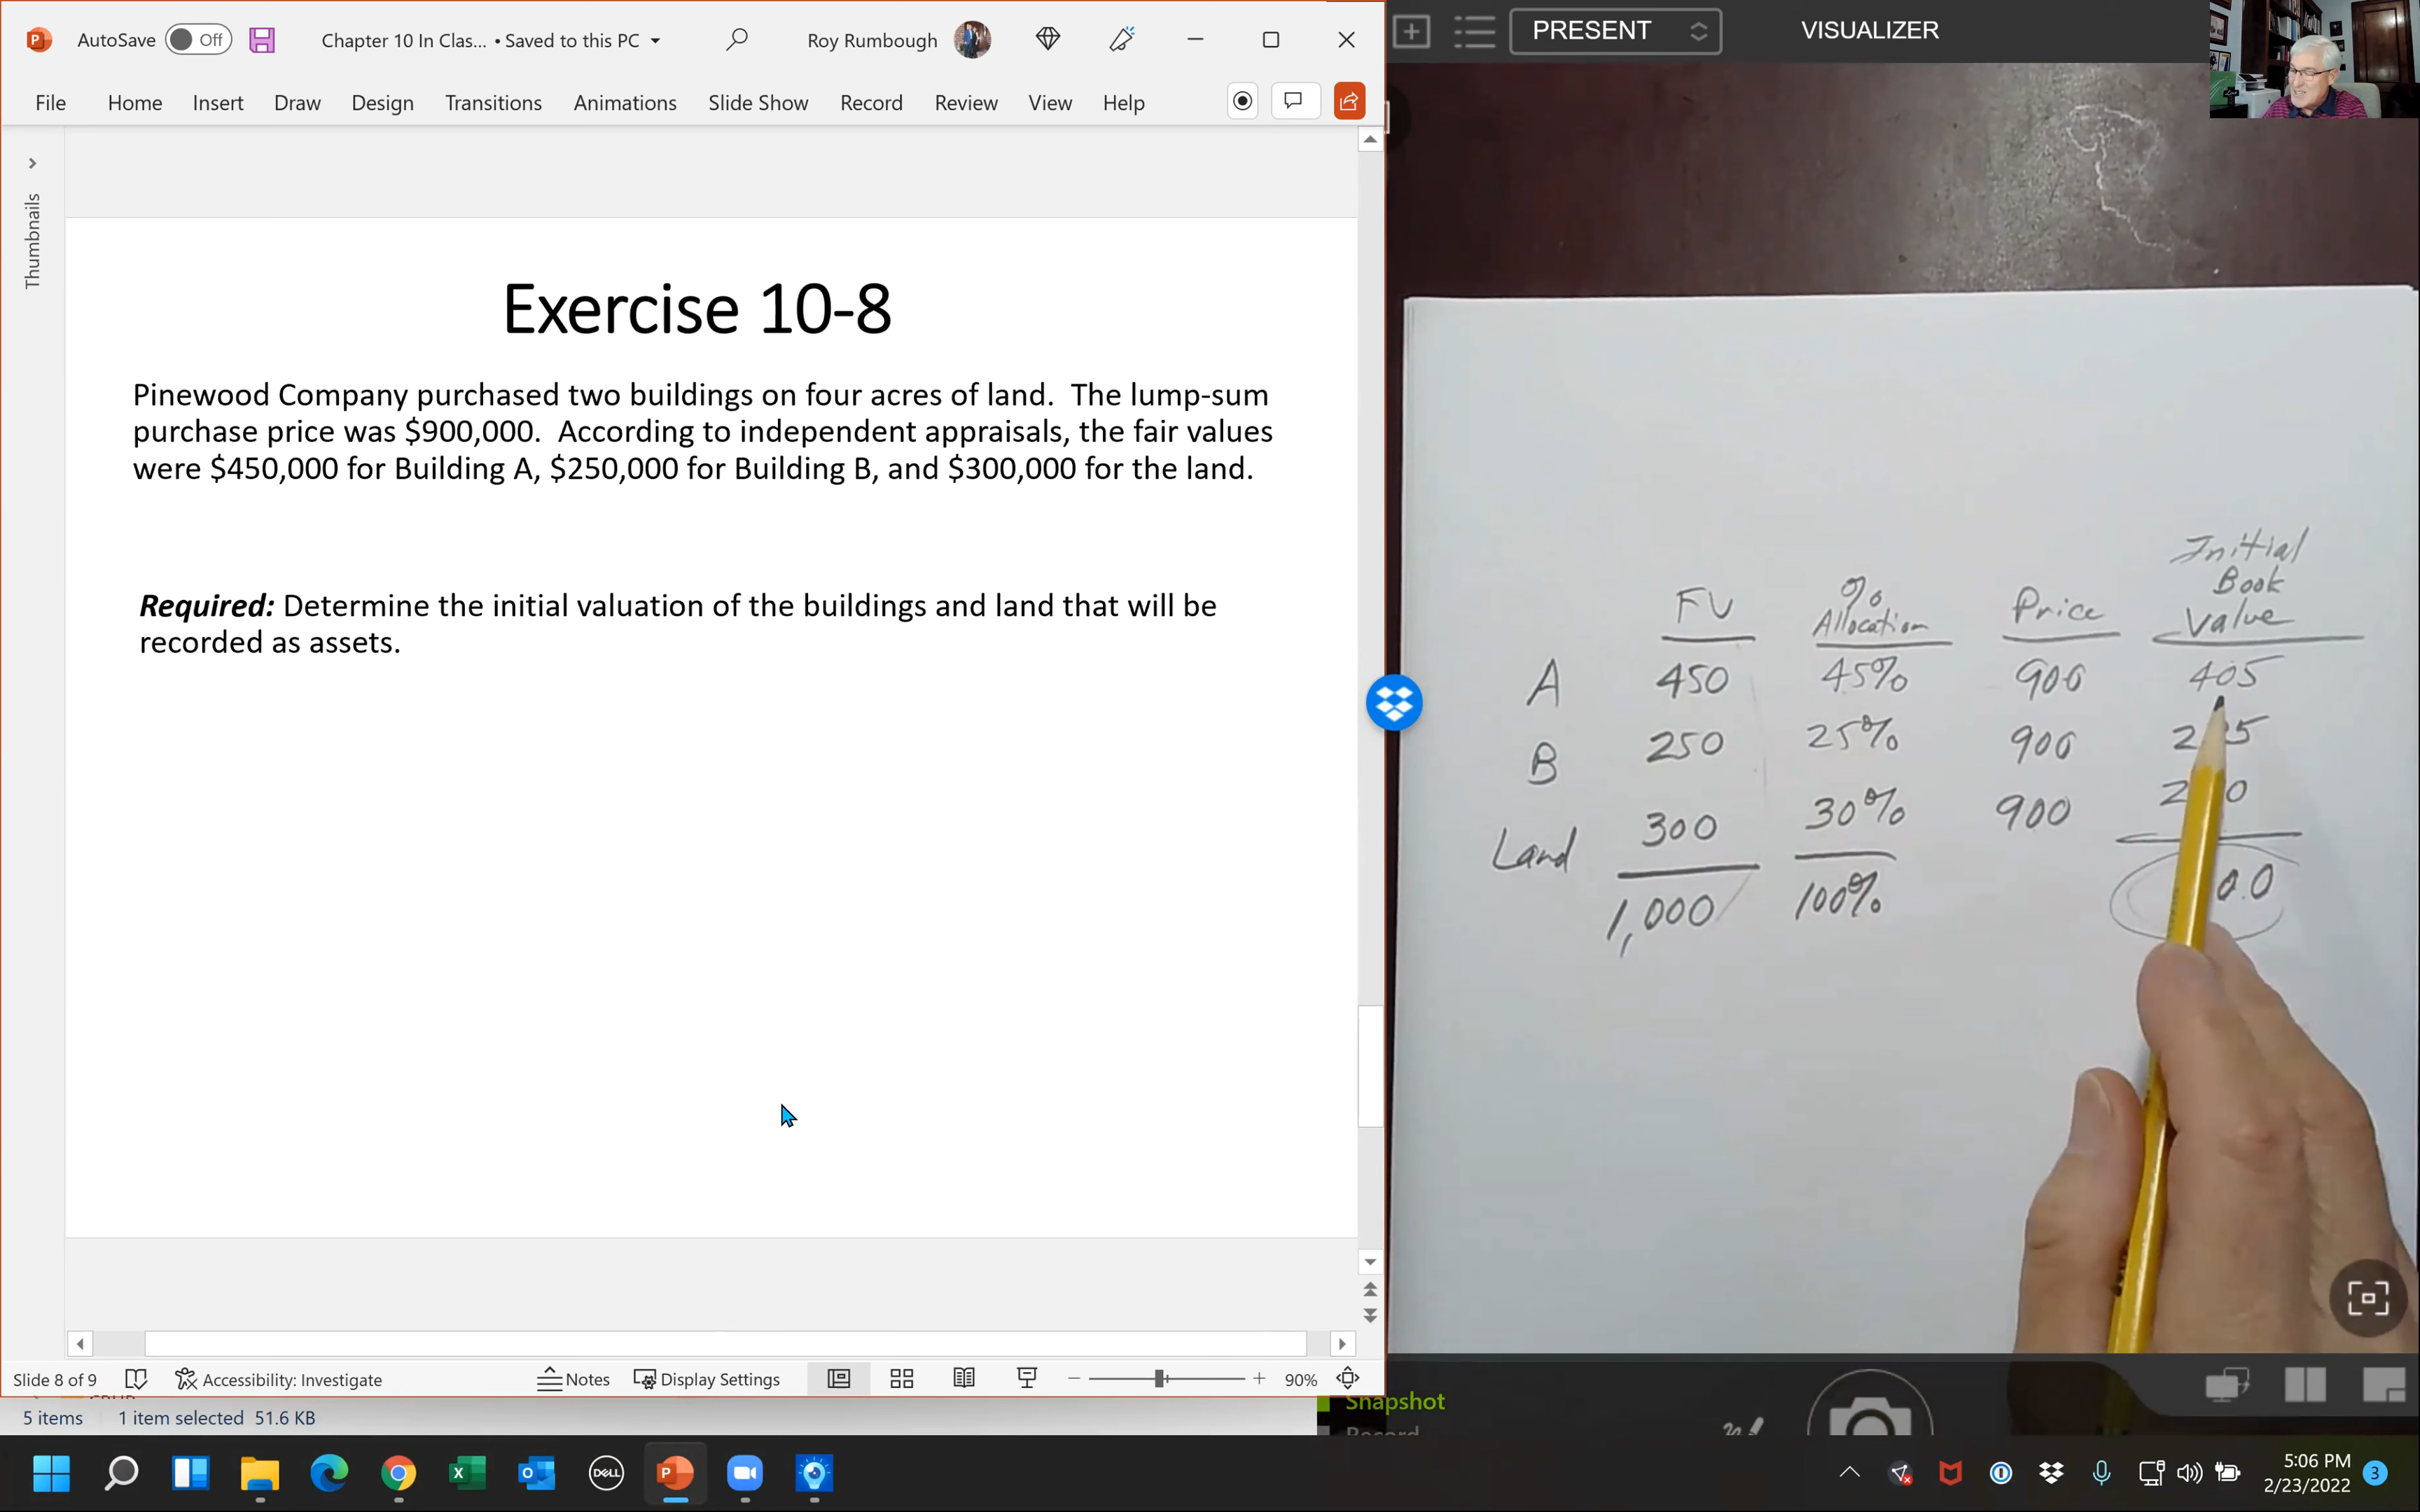 AutoSave Off Chapter 10 In Clas... • Saved to this PC Roy Rumbough
File Home Insert Draw Design Transitions Animations Slide Show Record Review View Help
Thumbnails
Exercise 10-8
Pinewood Company purchased two buildings on four acres of land. The lump-sum
purchase price was $900,000. According to independent appraisals, the fair values
were $450,000 for Building A, $250,000 for Building B, and $300,000 for the land.
Required: Determine the initial valuation of the buildings and land that will be
recorded as assets.
Slide 8 of 9 Accessibility: Investigate Notes Display Settings 90%
5 items 1 item selected 51.6 KB
PRESENT VISUALIZER
Initial
Book
FV % Allocation Price Value
A 450 45% 900 405
B 250 25% 900
Land 300 30% 900
1,000 100%
Snapshot
Record
DELL
5:06 PM
2/23/2022 3